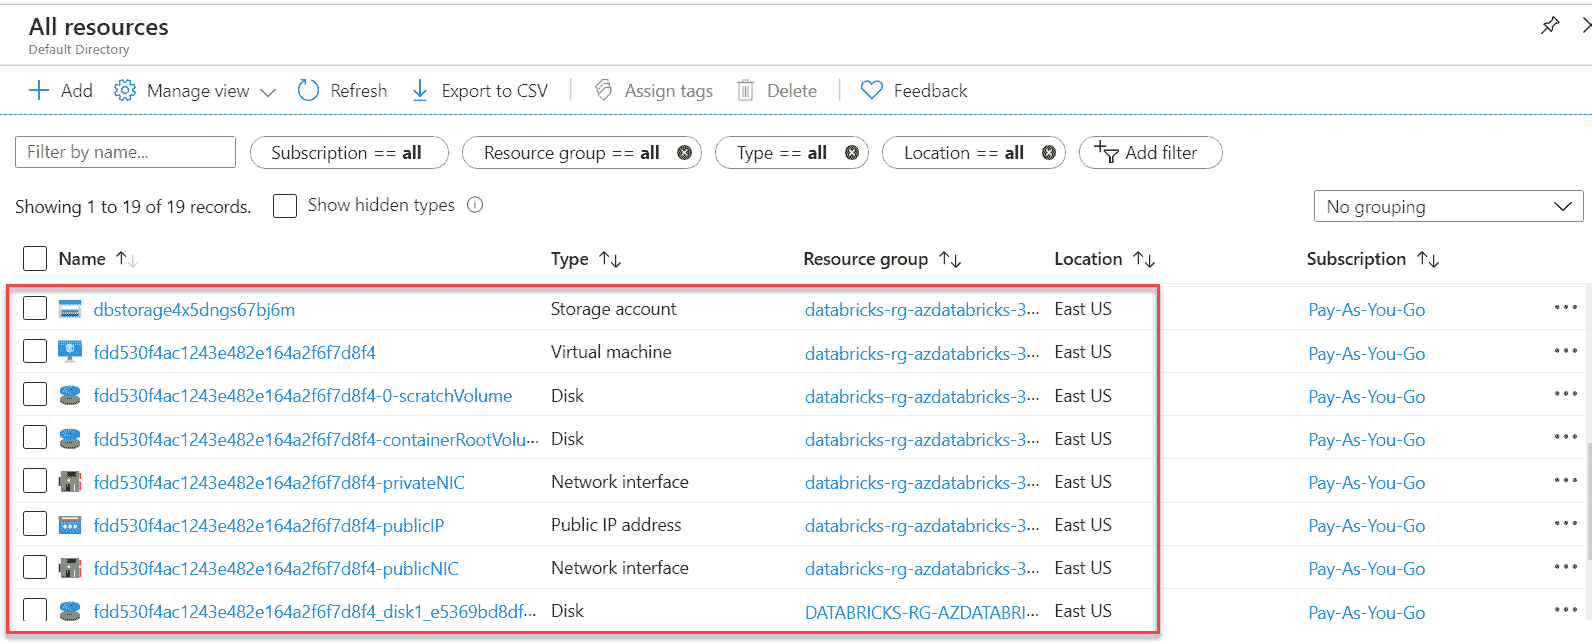 All resources
Default Directory
Add Manage view Refresh Export to CSV Assign tags Delete Feedback
Filter by name... Subscription == all Resource group == all Type == all Location == all Add filter
Showing 1 to 19 of 19 records. Show hidden types No grouping
Name Type Resource group Location Subscription
dbstorage4x5dngs67bj6m Storage account databricks-rg-azdatabricks-3... East US Pay-As-You-Go
fdd530f4ac1243e482e164a2f6f7d8f4 Virtual machine databricks-rg-azdatabricks-3... East US Pay-As-You-Go
fdd530f4ac1243e482e164a2f6f7d8f4-0-scratchVolume Disk databricks-rg-azdatabricks-3... East US Pay-As-You-Go
fdd530f4ac1243e482e164a2f6f7d8f4-containerRootVolu... Disk databricks-rg-azdatabricks-3... East US Pay-As-You-Go
fdd530f4ac1243e482e164a2f6f7d8f4-privateNIC Network interface databricks-rg-azdatabricks-3... East US Pay-As-You-Go
fdd530f4ac1243e482e164a2f6f7d8f4-publicIP Public IP address databricks-rg-azdatabricks-3... East US Pay-As-You-Go
fdd530f4ac1243e482e164a2f6f7d8f4-publicNIC Network interface databricks-rg-azdatabricks-3... East US Pay-As-You-Go
fdd530f4ac1243e482e164a2f6f7d8f4_disk1_e5369bd8df... Disk DATABRICKS-RG-AZDATABRI... East US Pay-As-You-Go